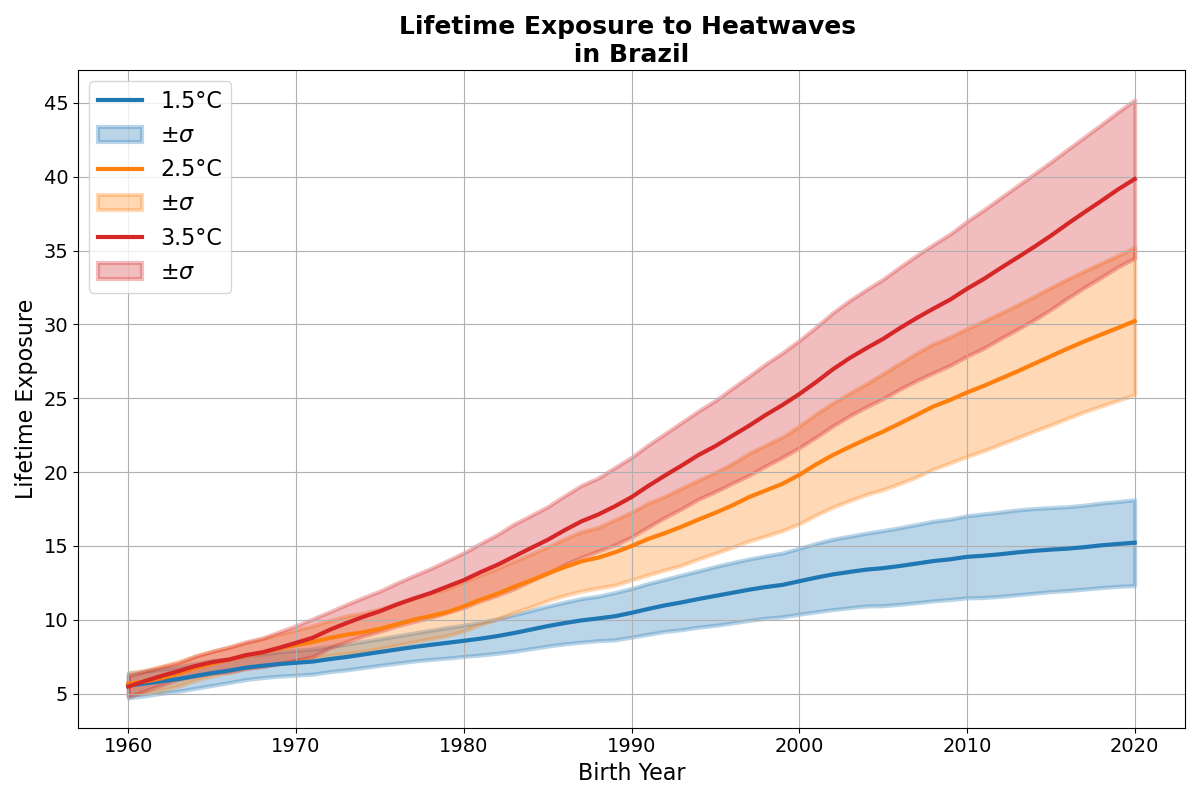 Lifetime Exposure to Heatwaves
in Brazil
1.5°C
±σ
2.5°C
±σ
3.5°C
±σ
Lifetime Exposure
45
40
35
30
25
20
15
10
5
1960 1970 1980 1990 2000 2010 2020
Birth Year